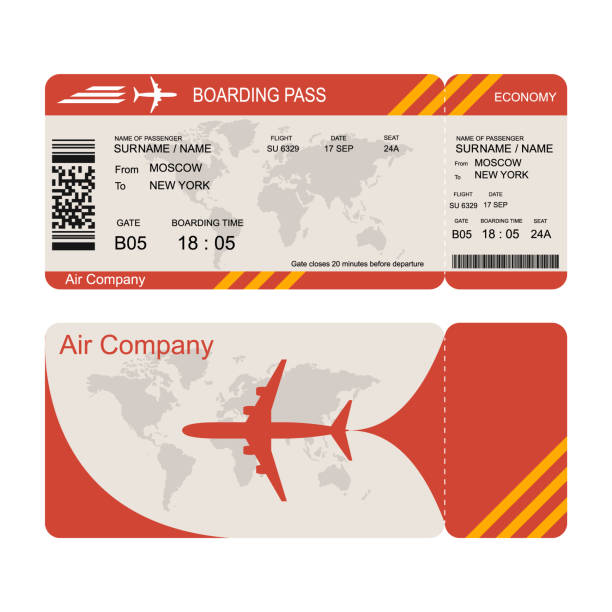 BOARDING PASS
ECONOMY
NAME OF PASSENGER
SURNAME / NAME
FLIGHT DATE SEAT
SU 6329 17 SEP 24A
From MOSCOW
To NEW YORK
GATE BOARDING TIME
B05 18 : 05
Gate closes 20 minutes before departure
Air Company
NAME OF PASSENGER
SURNAME / NAME
From MOSCOW
To NEW YORK
FLIGHT DATE
SU 6329 17 SEP
GATE BOARDING TIME SEAT
B05 18 : 05 24A
Air Company